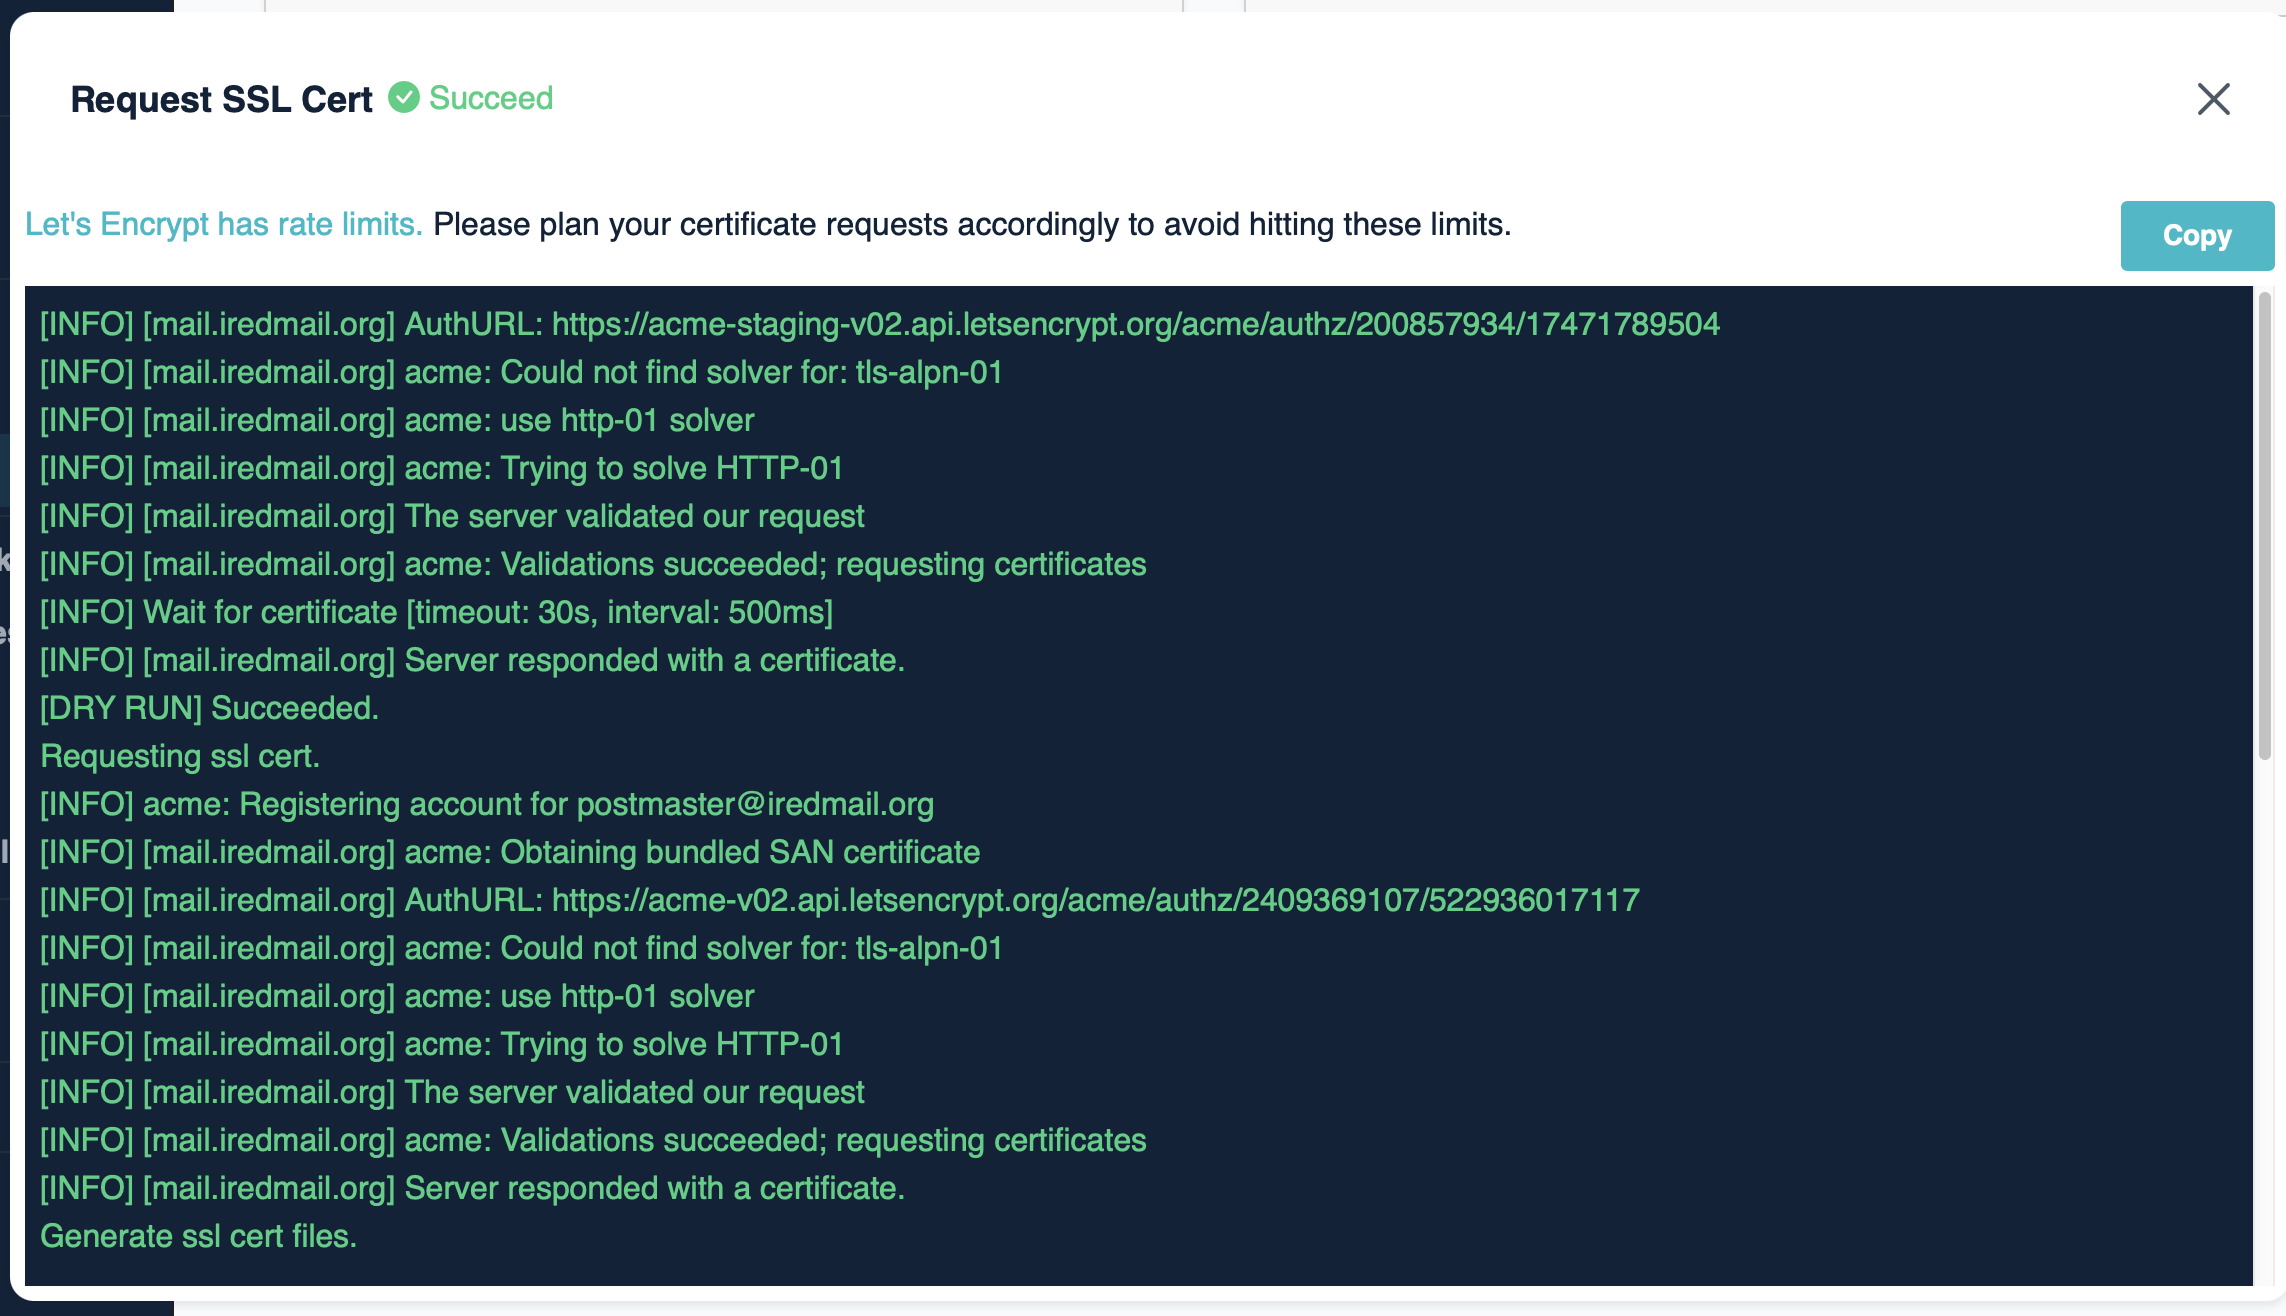 Request SSL Cert Succeed
Let's Encrypt has rate limits. Please plan your certificate requests accordingly to avoid hitting these limits.
Copy
[INFO] [mail.iredmail.org] AuthURL: https://acme-staging-v02.api.letsencrypt.org/acme/authz/200857934/17471789504
[INFO] [mail.iredmail.org] acme: Could not find solver for: tls-alpn-01
[INFO] [mail.iredmail.org] acme: use http-01 solver
[INFO] [mail.iredmail.org] acme: Trying to solve HTTP-01
[INFO] [mail.iredmail.org] The server validated our request
[INFO] [mail.iredmail.org] acme: Validations succeeded; requesting certificates
[INFO] Wait for certificate [timeout: 30s, interval: 500ms]
[INFO] [mail.iredmail.org] Server responded with a certificate.
[DRY RUN] Succeeded.
Requesting ssl cert.
[INFO] acme: Registering account for postmaster@iredmail.org
[INFO] [mail.iredmail.org] acme: Obtaining bundled SAN certificate
[INFO] [mail.iredmail.org] AuthURL: https://acme-v02.api.letsencrypt.org/acme/authz/2409369107/522936017117
[INFO] [mail.iredmail.org] acme: Could not find solver for: tls-alpn-01
[INFO] [mail.iredmail.org] acme: use http-01 solver
[INFO] [mail.iredmail.org] acme: Trying to solve HTTP-01
[INFO] [mail.iredmail.org] The server validated our request
[INFO] [mail.iredmail.org] acme: Validations succeeded; requesting certificates
[INFO] [mail.iredmail.org] Server responded with a certificate.
Generate ssl cert files.